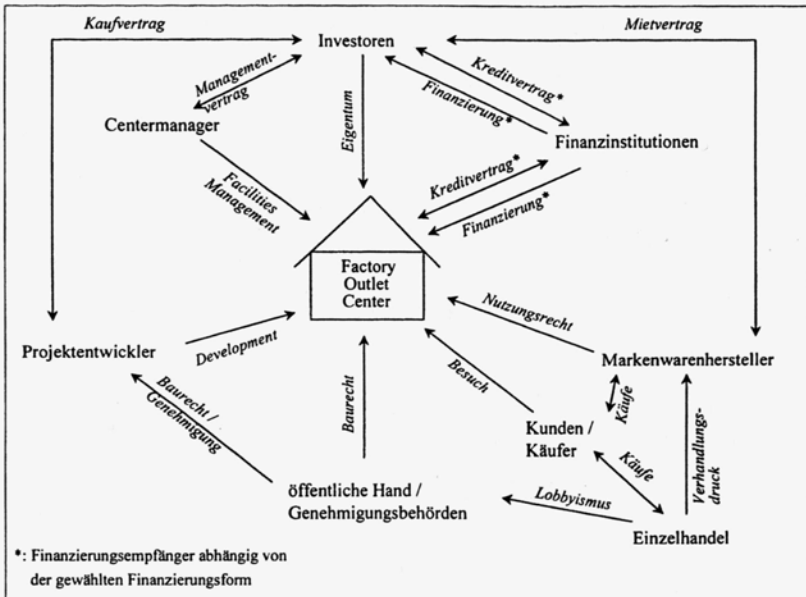 Kaufvertrag
Mietvertrag
Investoren
Management-
vertrag
Kreditvertrag*
Finanzierung*
Centermanager
Eigentum
Finanzinstitutionen
Facilities
Management
Kreditvertrag*
Finanzierung*
Factory
Outlet
Center
Nutzungsrecht
Projektentwickler
Development
Markenwarenhersteller
Besuch
Käufe
Baurecht /
Genehmigung
Baurecht
Kunden /
Käufer
Käufe
Verhandlungs-
druck
öffentliche Hand /
Genehmigungsbehörden
Lobbyismus
Einzelhandel
*: Finanzierungsempfänger abhängig von
der gewählten Finanzierungsform